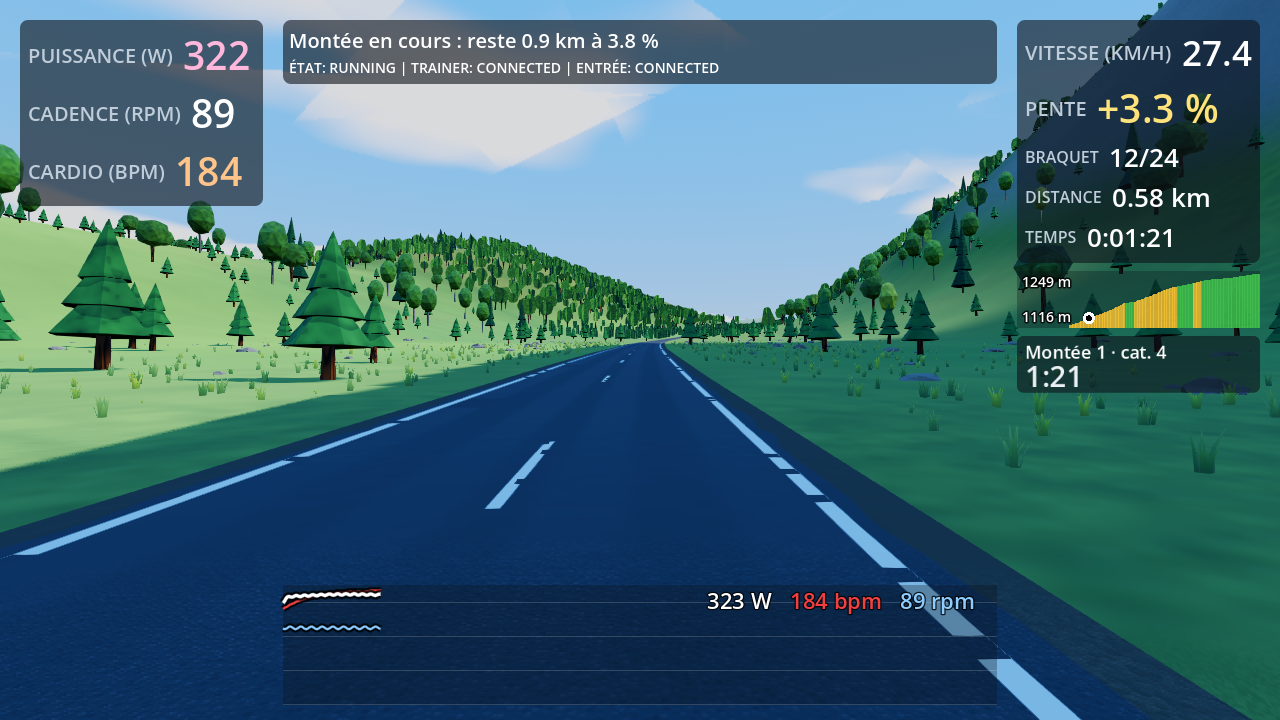 PUISSANCE (W) 322
CADENCE (RPM) 89
CARDIO (BPM) 184
Montée en cours : reste 0.9 km à 3.8 %
ÉTAT: RUNNING | TRAINER: CONNECTED | ENTRÉE: CONNECTED
VITESSE (KM/H) 27.4
PENTE +3.3 %
BRAQUET 12/24
DISTANCE 0.58 km
TEMPS 0:01:21
1249 m
1116 m
Montée 1 · cat. 4
1:21
323 W 184 bpm 89 rpm